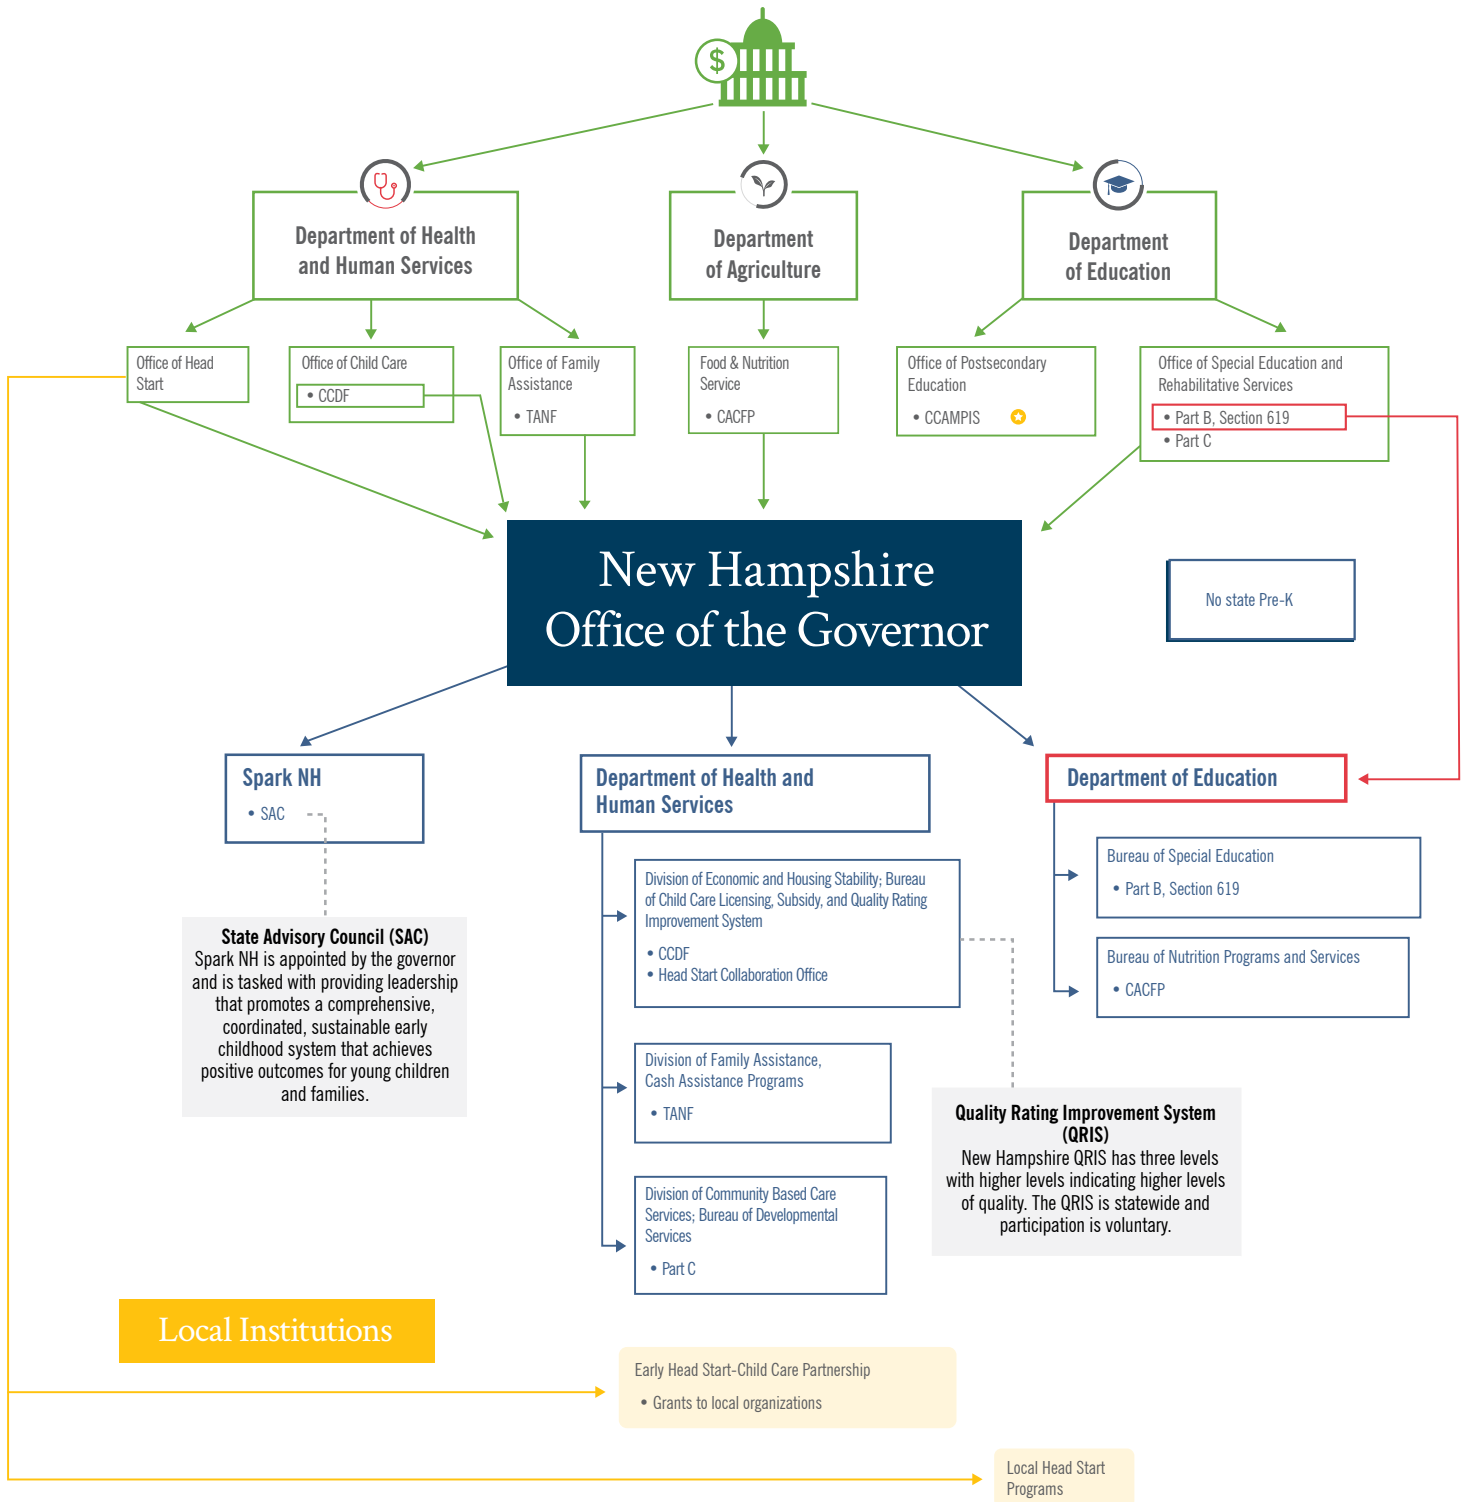 $
Department of Health
and Human Services
Department
of Agriculture
Department
of Education
Office of Head
Start
Office of Child Care
• CCDF
Office of Family
Assistance
• TANF
Food & Nutrition
Service
• CACFP
Office of Postsecondary
Education
• CCAMPIS
Office of Special Education and
Rehabilitative Services
• Part B, Section 619
• Part C
New Hampshire
Office of the Governor
No state Pre-K
Spark NH
• SAC
State Advisory Council (SAC)
Spark NH is appointed by the governor
and is tasked with providing leadership
that promotes a comprehensive,
coordinated, sustainable early
childhood system that achieves
positive outcomes for young children
and families.
Department of Health and
Human Services
Division of Economic and Housing Stability; Bureau
of Child Care Licensing, Subsidy, and Quality Rating
Improvement System
• CCDF
• Head Start Collaboration Office
Division of Family Assistance,
Cash Assistance Programs
• TANF
Division of Community Based Care
Services; Bureau of Developmental
Services
• Part C
Department of Education
Bureau of Special Education
• Part B, Section 619
Bureau of Nutrition Programs and Services
• CACFP
Quality Rating Improvement System
(QRIS)
New Hampshire QRIS has three levels
with higher levels indicating higher levels
of quality. The QRIS is statewide and
participation is voluntary.
Local Institutions
Early Head Start-Child Care Partnership
• Grants to local organizations
Local Head Start
Programs